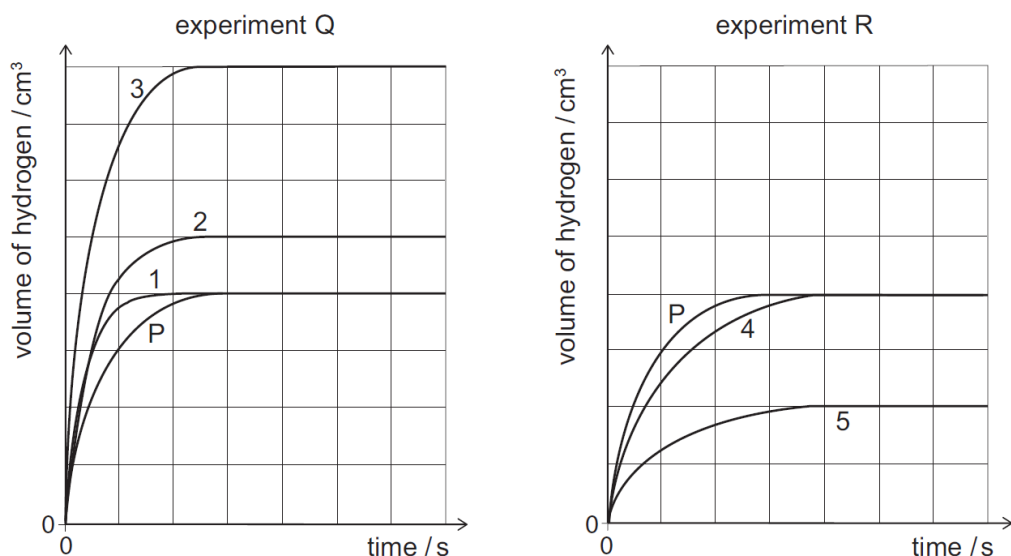 experiment Q
volume of hydrogen / cm³
3
2
1
P
0
0
time / s
experiment R
volume of hydrogen / cm³
P
4
5
0
0
time / s